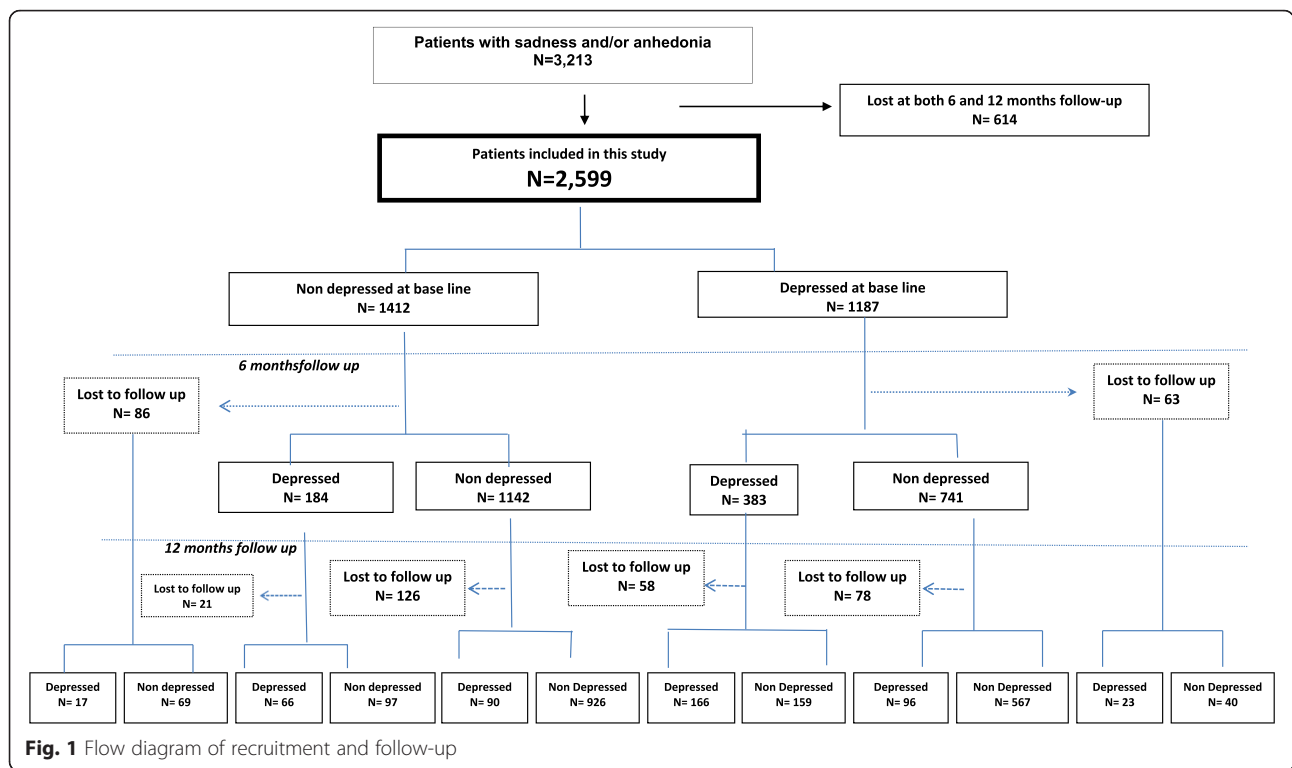 Patients with sadness and/or anhedonia
N=3,213
Lost at both 6 and 12 months follow-up
N= 614
Patients included in this study
N=2,599
Non depressed at base line
N= 1412
Depressed at base line
N= 1187
6 monthsfollow up
Lost to follow up
N= 86
Lost to follow up
N= 63
Depressed
N= 184
Non depressed
N= 1142
Depressed
N= 383
Non depressed
N= 741
12 months follow up
Lost to follow up
N= 21
Lost to follow up
N= 126
Lost to follow up
N= 58
Lost to follow up
N= 78
Depressed
N= 17
Non depressed
N= 69
Depressed
N= 66
Non depressed
N= 97
Depressed
N= 90
Non Depressed
N= 926
Depressed
N= 166
Non Depressed
N= 159
Depressed
N= 96
Non Depressed
N= 567
Depressed
N= 23
Non Depressed
N= 40
Fig. 1 Flow diagram of recruitment and follow-up